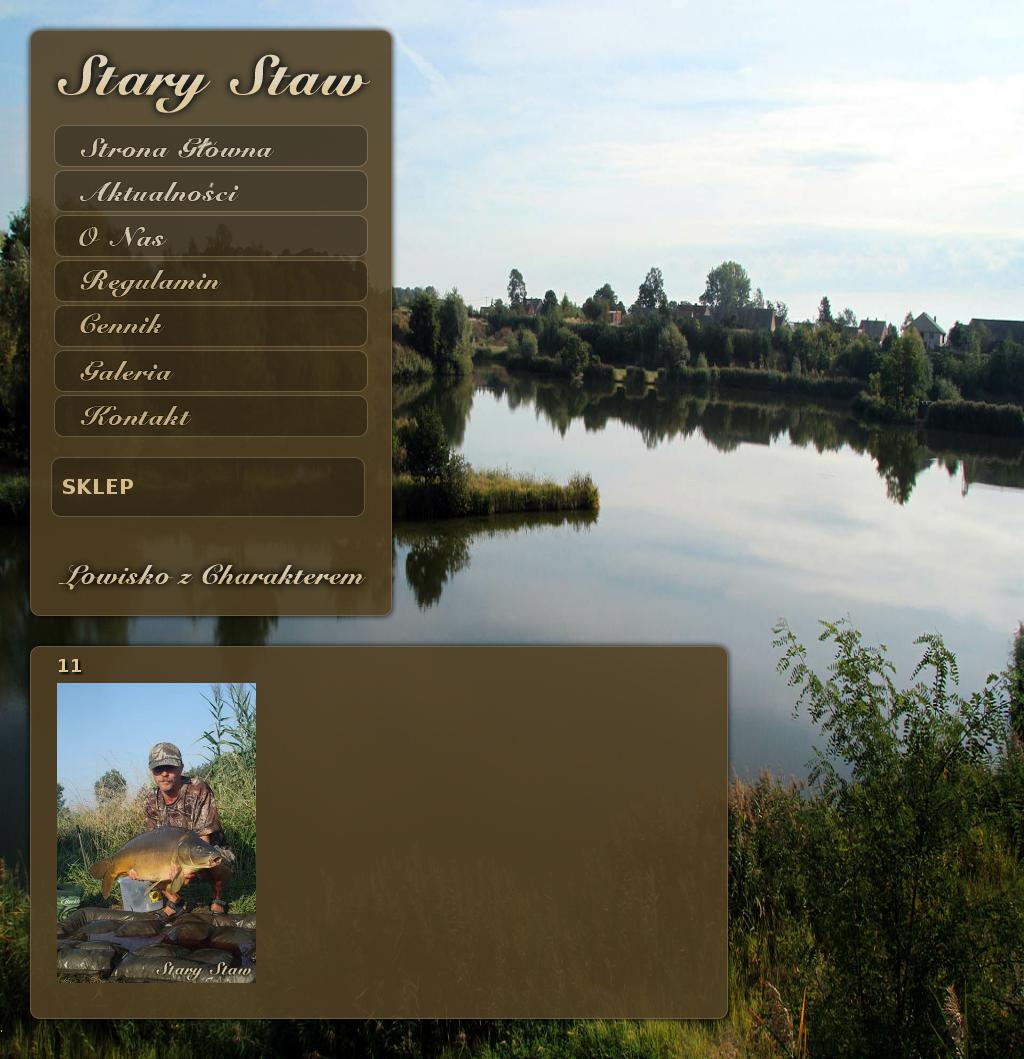 Stary Staw
Strona Główna
Aktualności
O Nas
Regulamin
Cennik
Galeria
Kontakt
SKLEP
Łowisko z Charakterem
11
Stary Staw